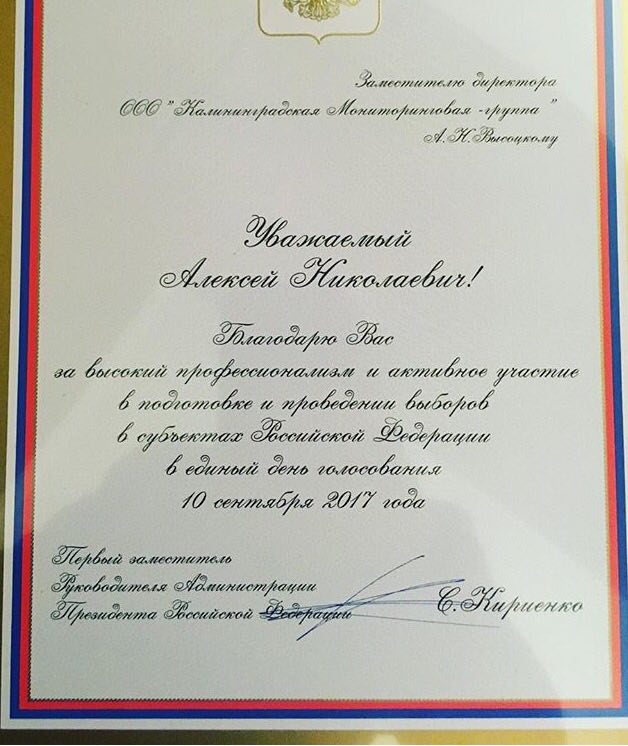 Заместителю директора
ООО "Калининградская Мониторинговая -группа "
А.Н.Высоцкому
Уважаемый
Алексей Николаевич!
Благодарю Вас
за высокий профессионализм и активное участие
в подготовке и проведении выборов
в субъектах Российской Федерации
в единый день голосования
10 сентября 2017 года
Первый заместитель
Руководителя Администрации
Президента Российской Федерации
С.Кириенко